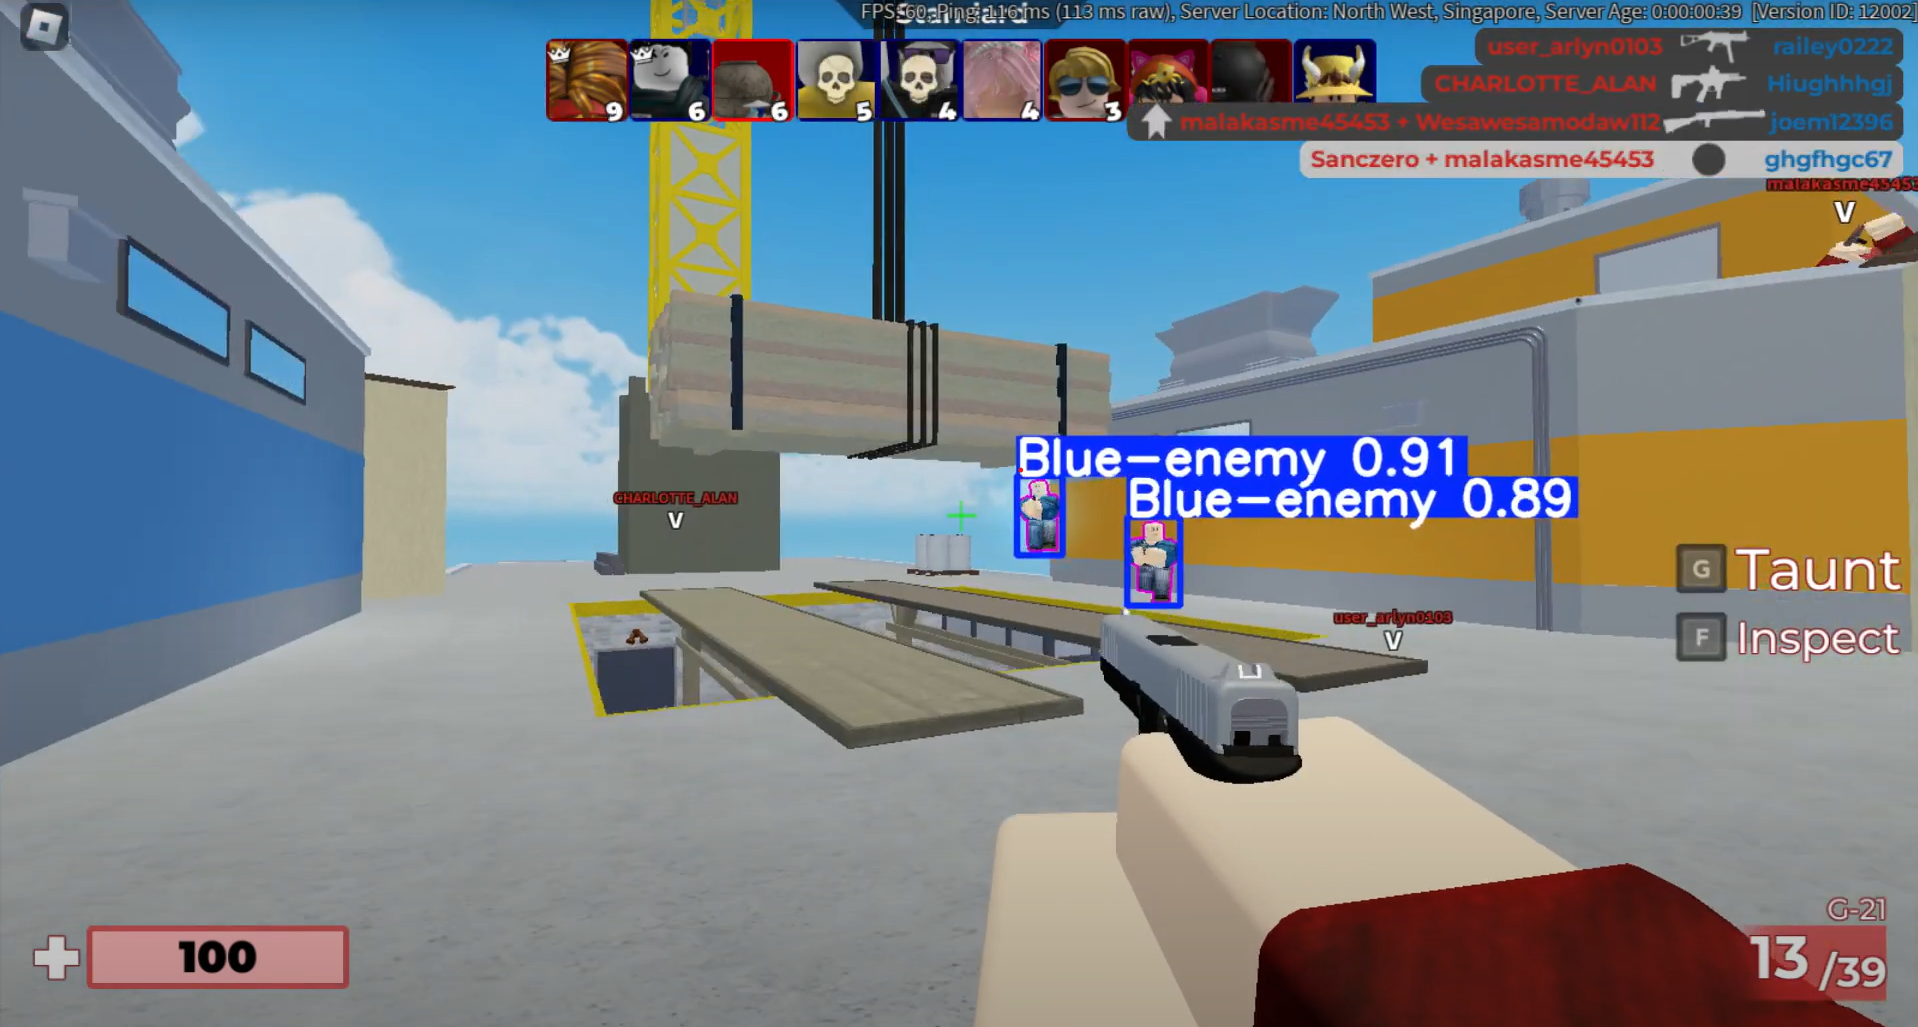 Standard
FPS: 60, Ping: 116 ms (113 ms raw), Server Location: North West, Singapore, Server Age: 0:00:00:39 [Version ID: 12002]
user_arlyn0103 railey0222
9 6 6 5 4 4 3
CHARLOTTE_ALAN Hiughhhgj
malakasme45453 + Wesawesamodaw112 joem12396
Sanczero + malakasme45453 ghgfhgc67
malakasme45453
V
Blue-enemy 0.91
Blue-enemy 0.89
CHARLOTTE_ALAN
V
G Taunt
user_arlyn0103
V
F Inspect
G-21
100
13 /39